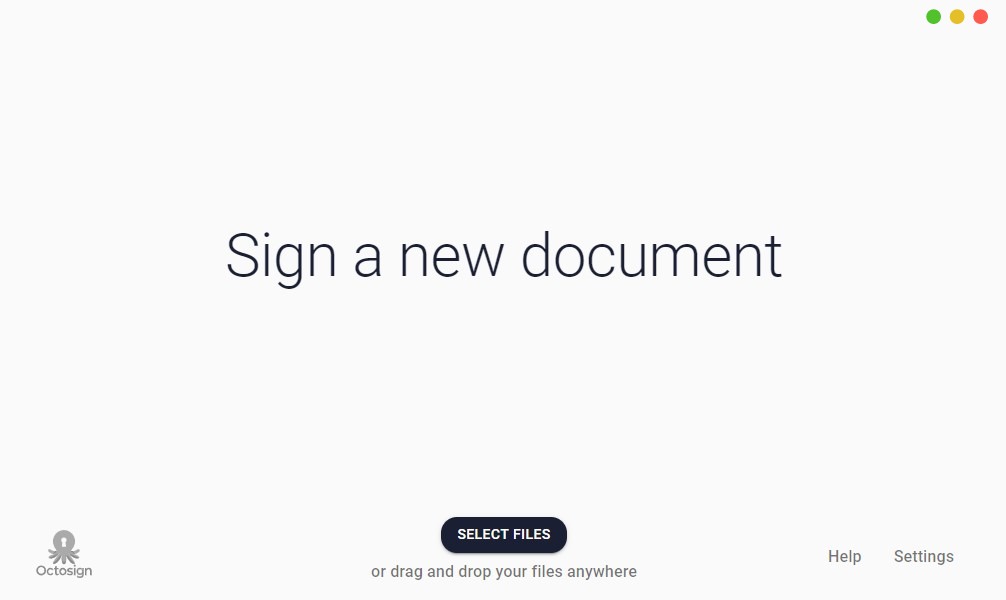 Sign a new document
SELECT FILES
or drag and drop your files anywhere
Octosign
Help
Settings